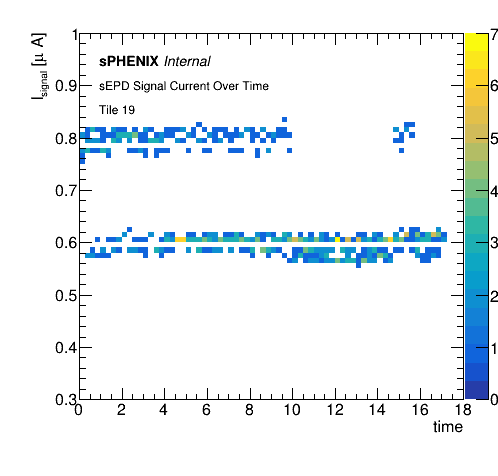 sPHENIX Internal
sEPD Signal Current Over Time
Tile 19
I_signal [μ A]
1
0.9
0.8
0.7
0.6
0.5
0.4
0.3
0 2 4 6 8 10 12 14 16 18
time
7
6
5
4
3
2
1
0